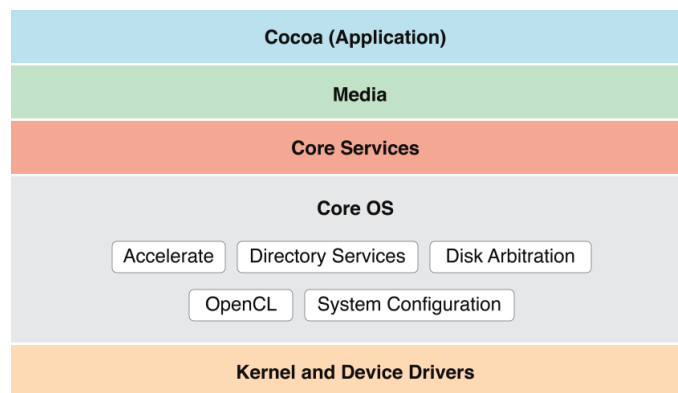 Cocoa (Application)
Media
Core Services
Core OS
Accelerate Directory Services Disk Arbitration
OpenCL System Configuration
Kernel and Device Drivers